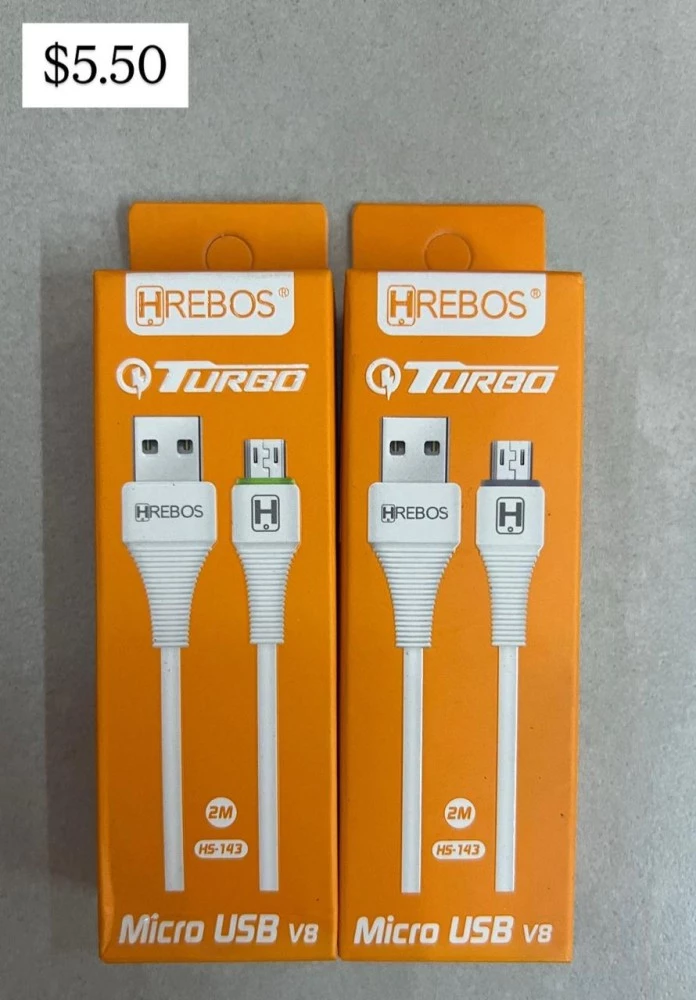 $5.50
HREBOS®
TURBO
HREBOS
H
2M
HS-143
Micro USB V8
HREBOS®
TURBO
HREBOS
H
2M
HS-143
Micro USB V8